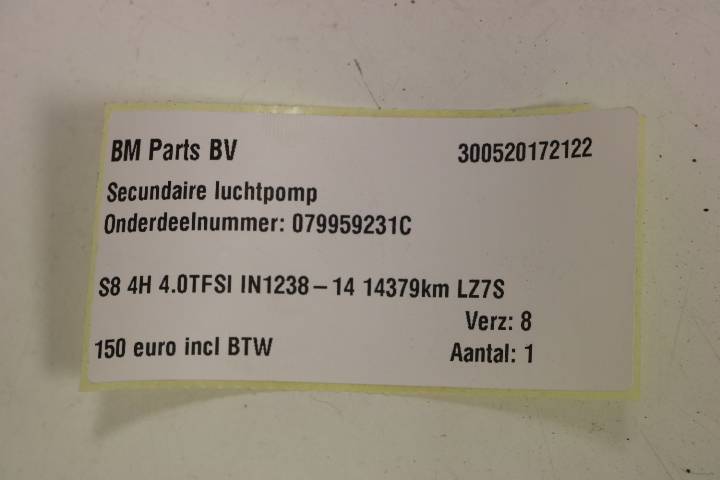 BM Parts BV 300520172122
Secundaire luchtpomp
Onderdeelnummer: 079959231C
S8 4H 4.0TFSI IN1238-14 14379km LZ7S
Verz: 8
150 euro incl BTW Aantal: 1